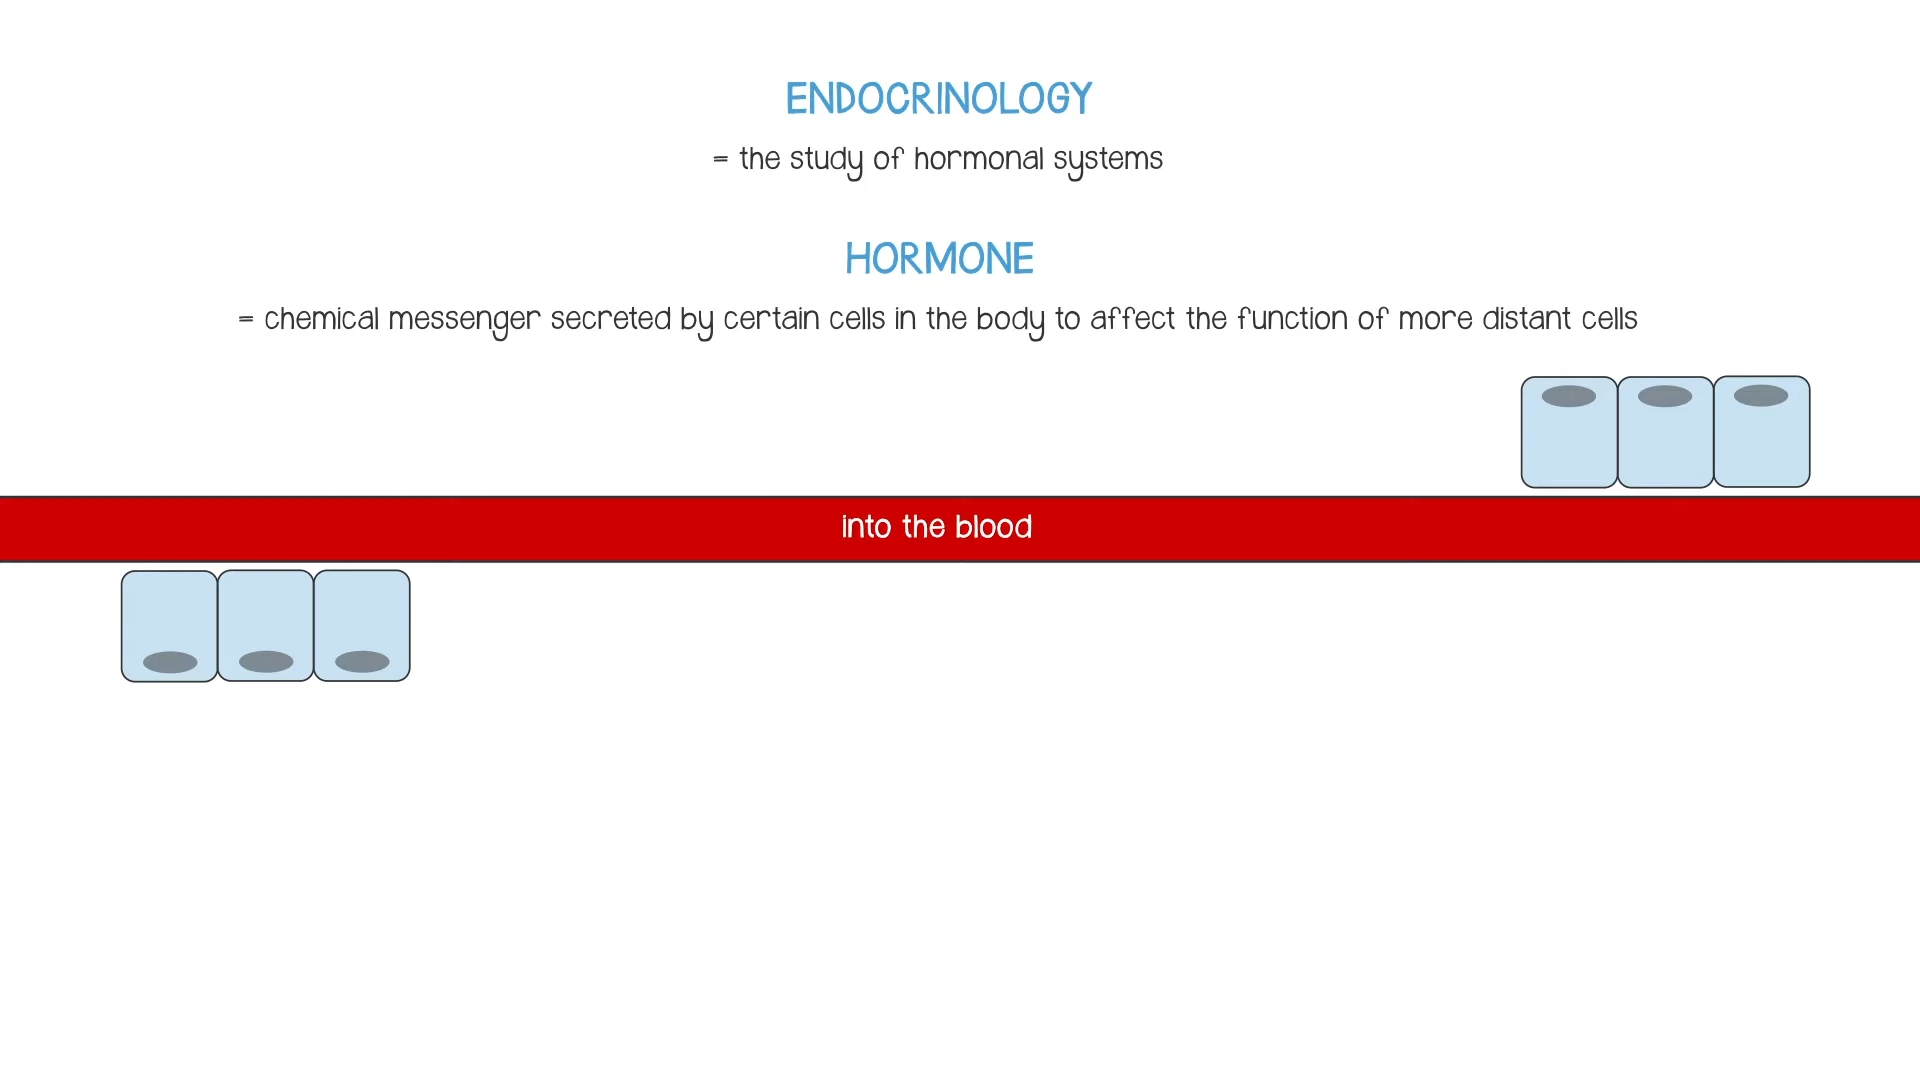 ENDOCRINOLOGY
= the study of hormonal systems
HORMONE
= chemical messenger secreted by certain cells in the body to affect the function of more distant cells
into the blood